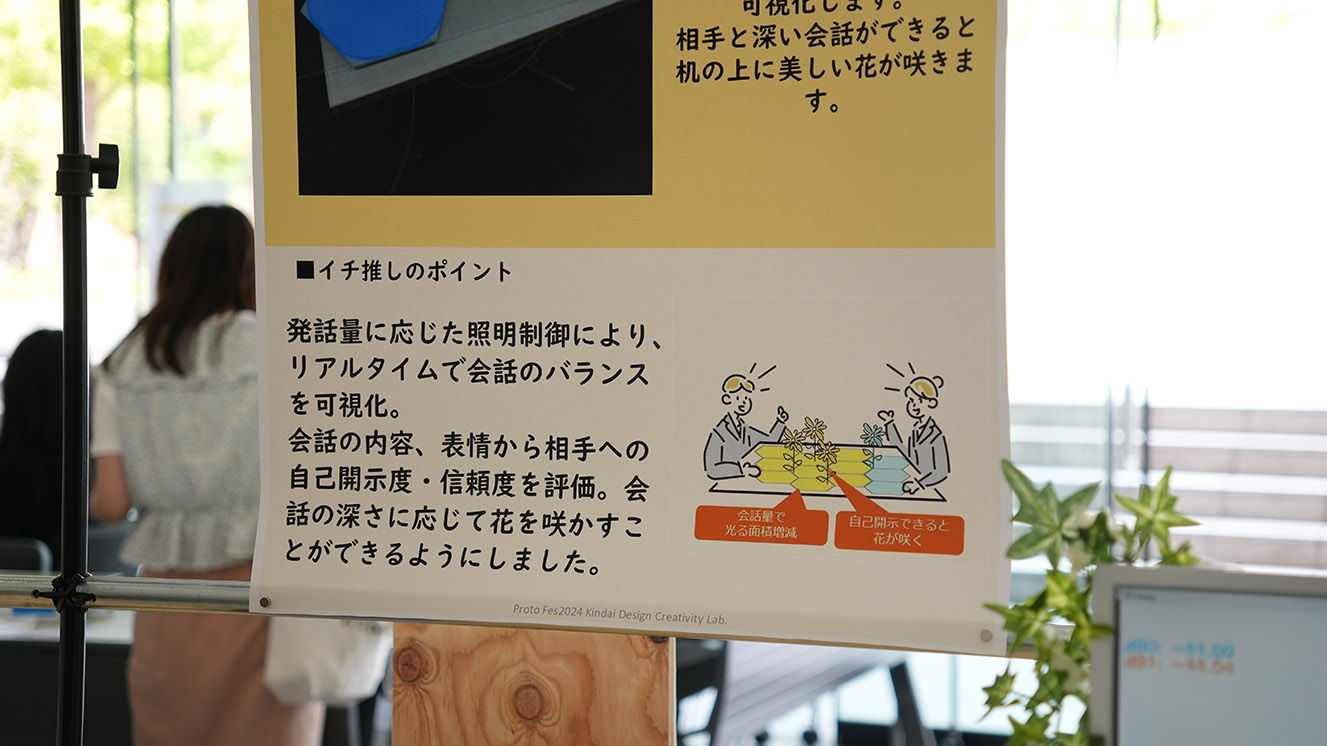 可視化します。
相手と深い会話ができると
机の上に美しい花が咲きま
す。
■イチ推しのポイント
発話量に応じた照明制御により、
リアルタイムで会話のバランス
を可視化。
会話の内容、表情から相手への
自己開示度・信頼度を評価。会
話の深さに応じて花を咲かすこ
とができるようにしました。
会話量で
光る面積増減
自己開示できると
花が咲く
Proto Fes2024 Kindai Design Creativity Lab.
dB0: -51.00
dB1: -45.54